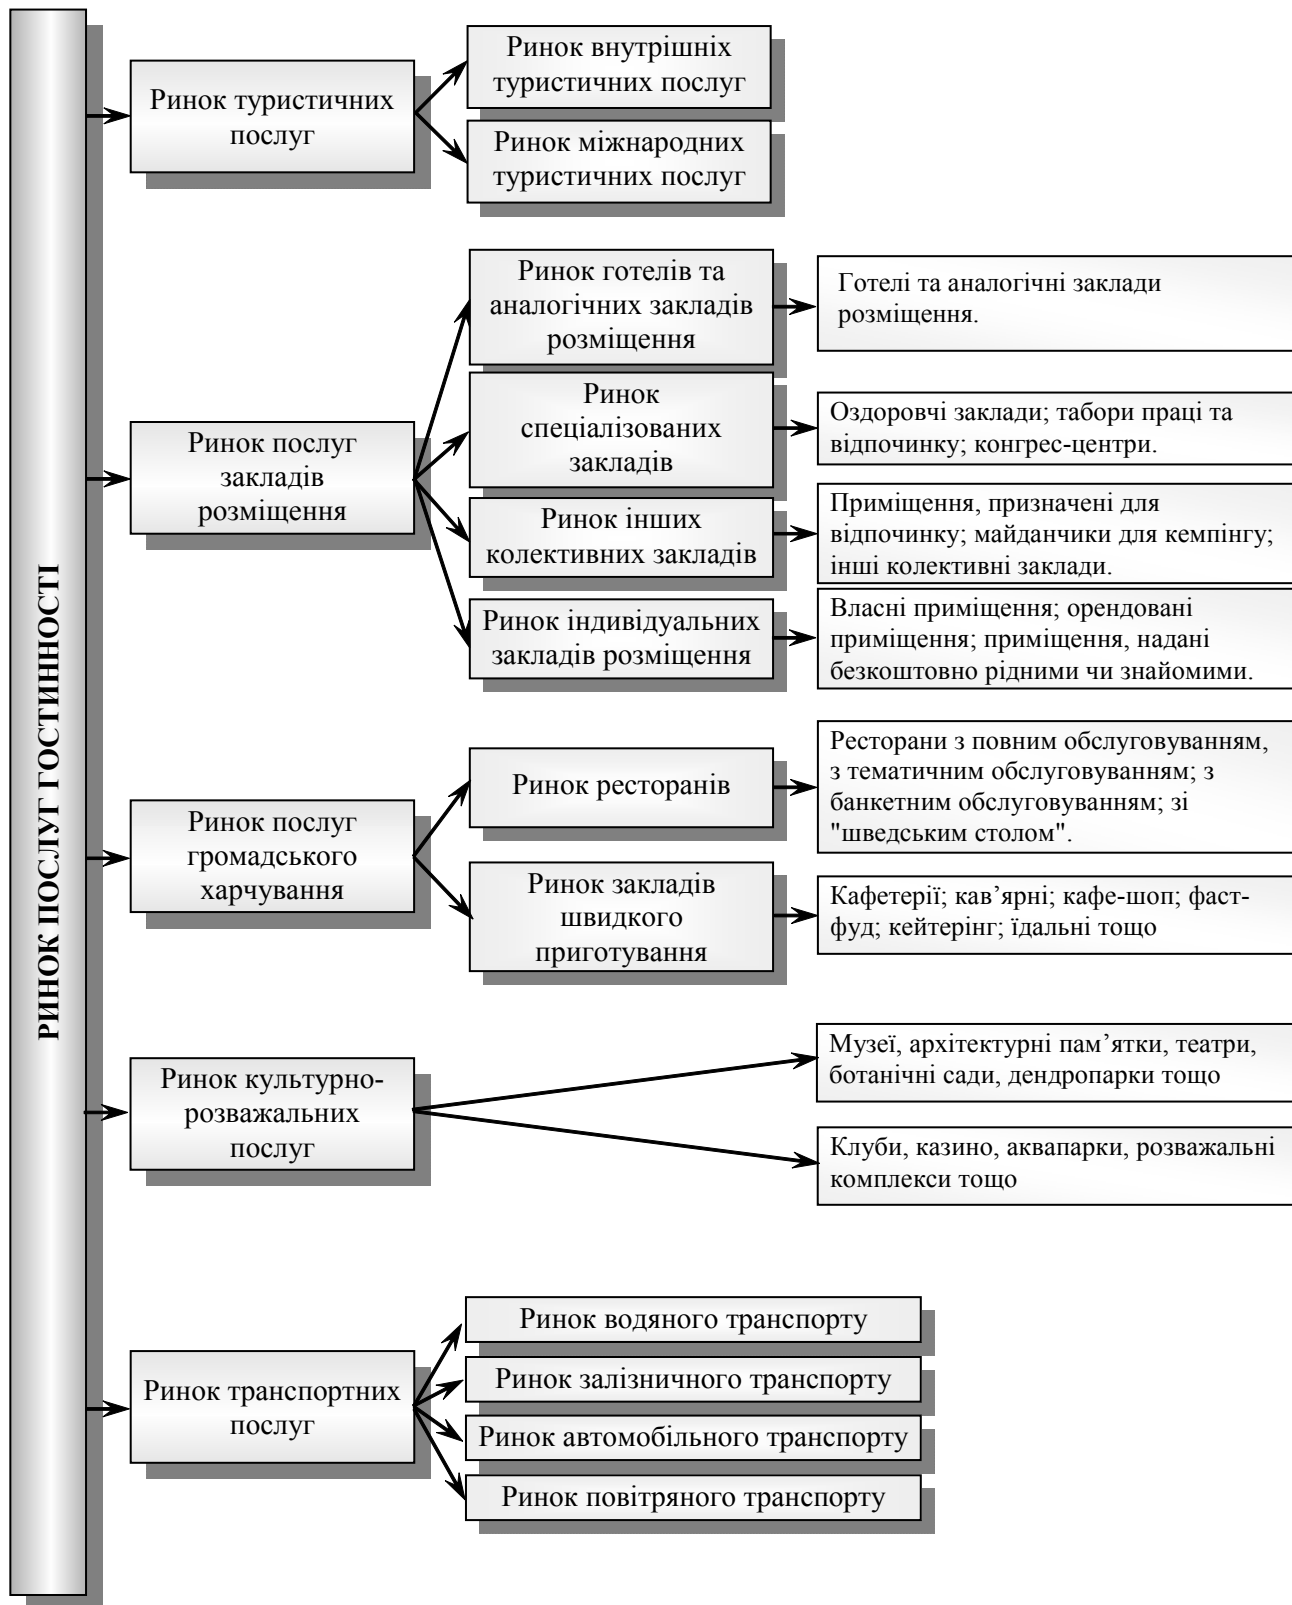 РИНОК ПОСЛУГ ГОСТИННОСТІ
Ринок туристичних
послуг
Ринок внутрішніх
туристичних послуг
Ринок міжнародних
туристичних послуг
Ринок послуг
закладів
розміщення
Ринок готелів та
аналогічних закладів
розміщення
Готелі та аналогічні заклади
розміщення.
Ринок
спеціалізованих
закладів
Оздоровчі заклади; табори праці та
відпочинку; конгрес-центри.
Ринок інших
колективних закладів
Приміщення, призначені для
відпочинку; майданчики для кемпінгу;
інші колективні заклади.
Ринок індивідуальних
закладів розміщення
Власні приміщення; орендовані
приміщення; приміщення, надані
безкоштовно рідними чи знайомими.
Ринок послуг
громадського
харчування
Ринок ресторанів
Ресторани з повним обслуговуванням,
з тематичним обслуговуванням; з
банкетним обслуговуванням; зі
"шведським столом".
Ринок закладів
швидкого
приготування
Кафетерії; кав’ярні; кафе-шоп; фаст-
фуд; кейтерінг; їдальні тощо
Ринок культурно-
розважальних
послуг
Музеї, архітектурні пам’ятки, театри,
ботанічні сади, дендропарки тощо
Клуби, казино, аквапарки, розважальні
комплекси тощо
Ринок транспортних
послуг
Ринок водяного транспорту
Ринок залізничного транспорту
Ринок автомобільного транспорту
Ринок повітряного транспорту